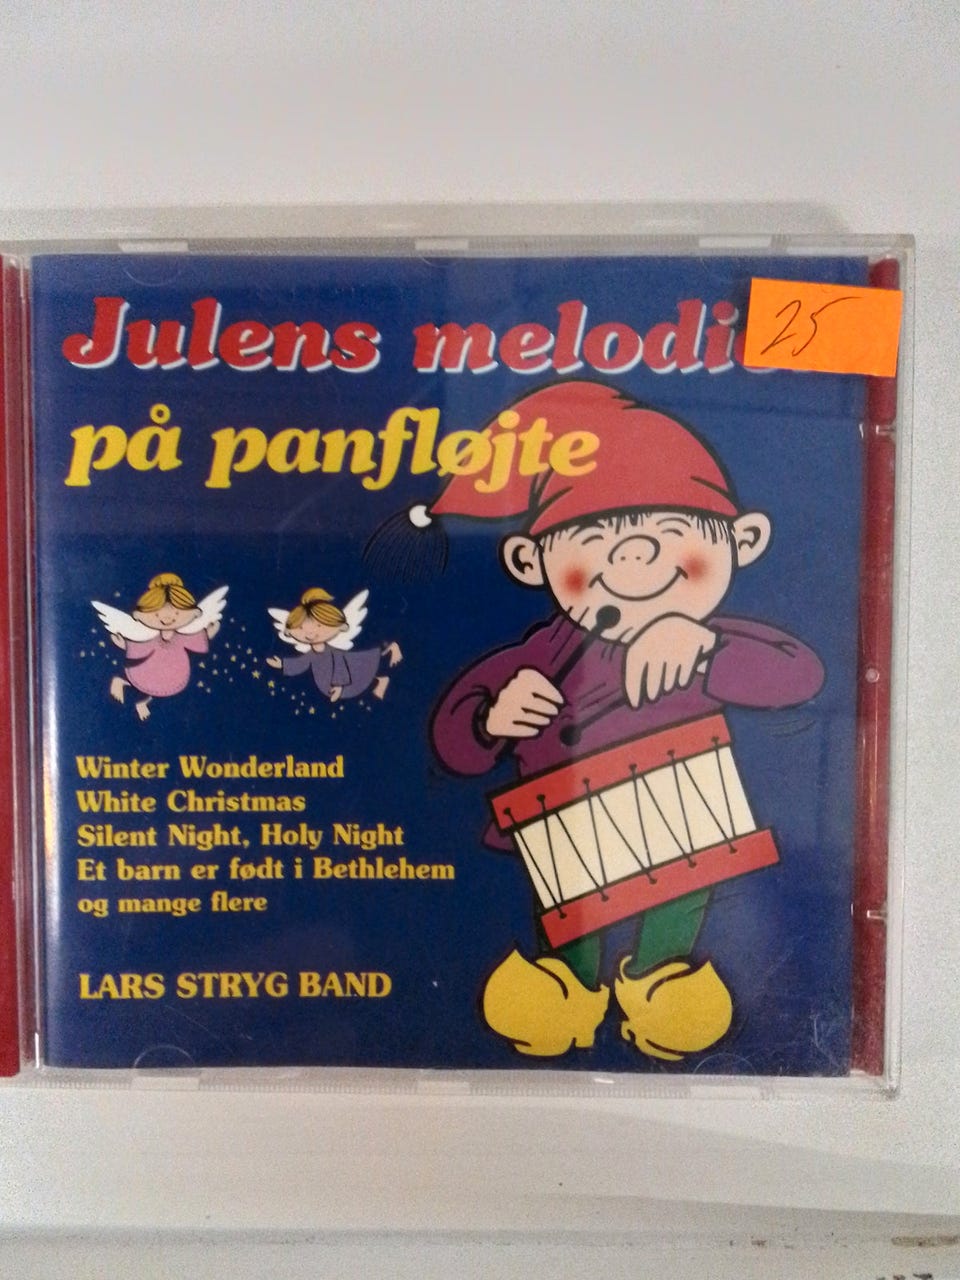 Julens melodi
25
på panfløjte
Winter Wonderland
White Christmas
Silent Night, Holy Night
Et barn er født i Bethlehem
og mange flere
LARS STRYG BAND